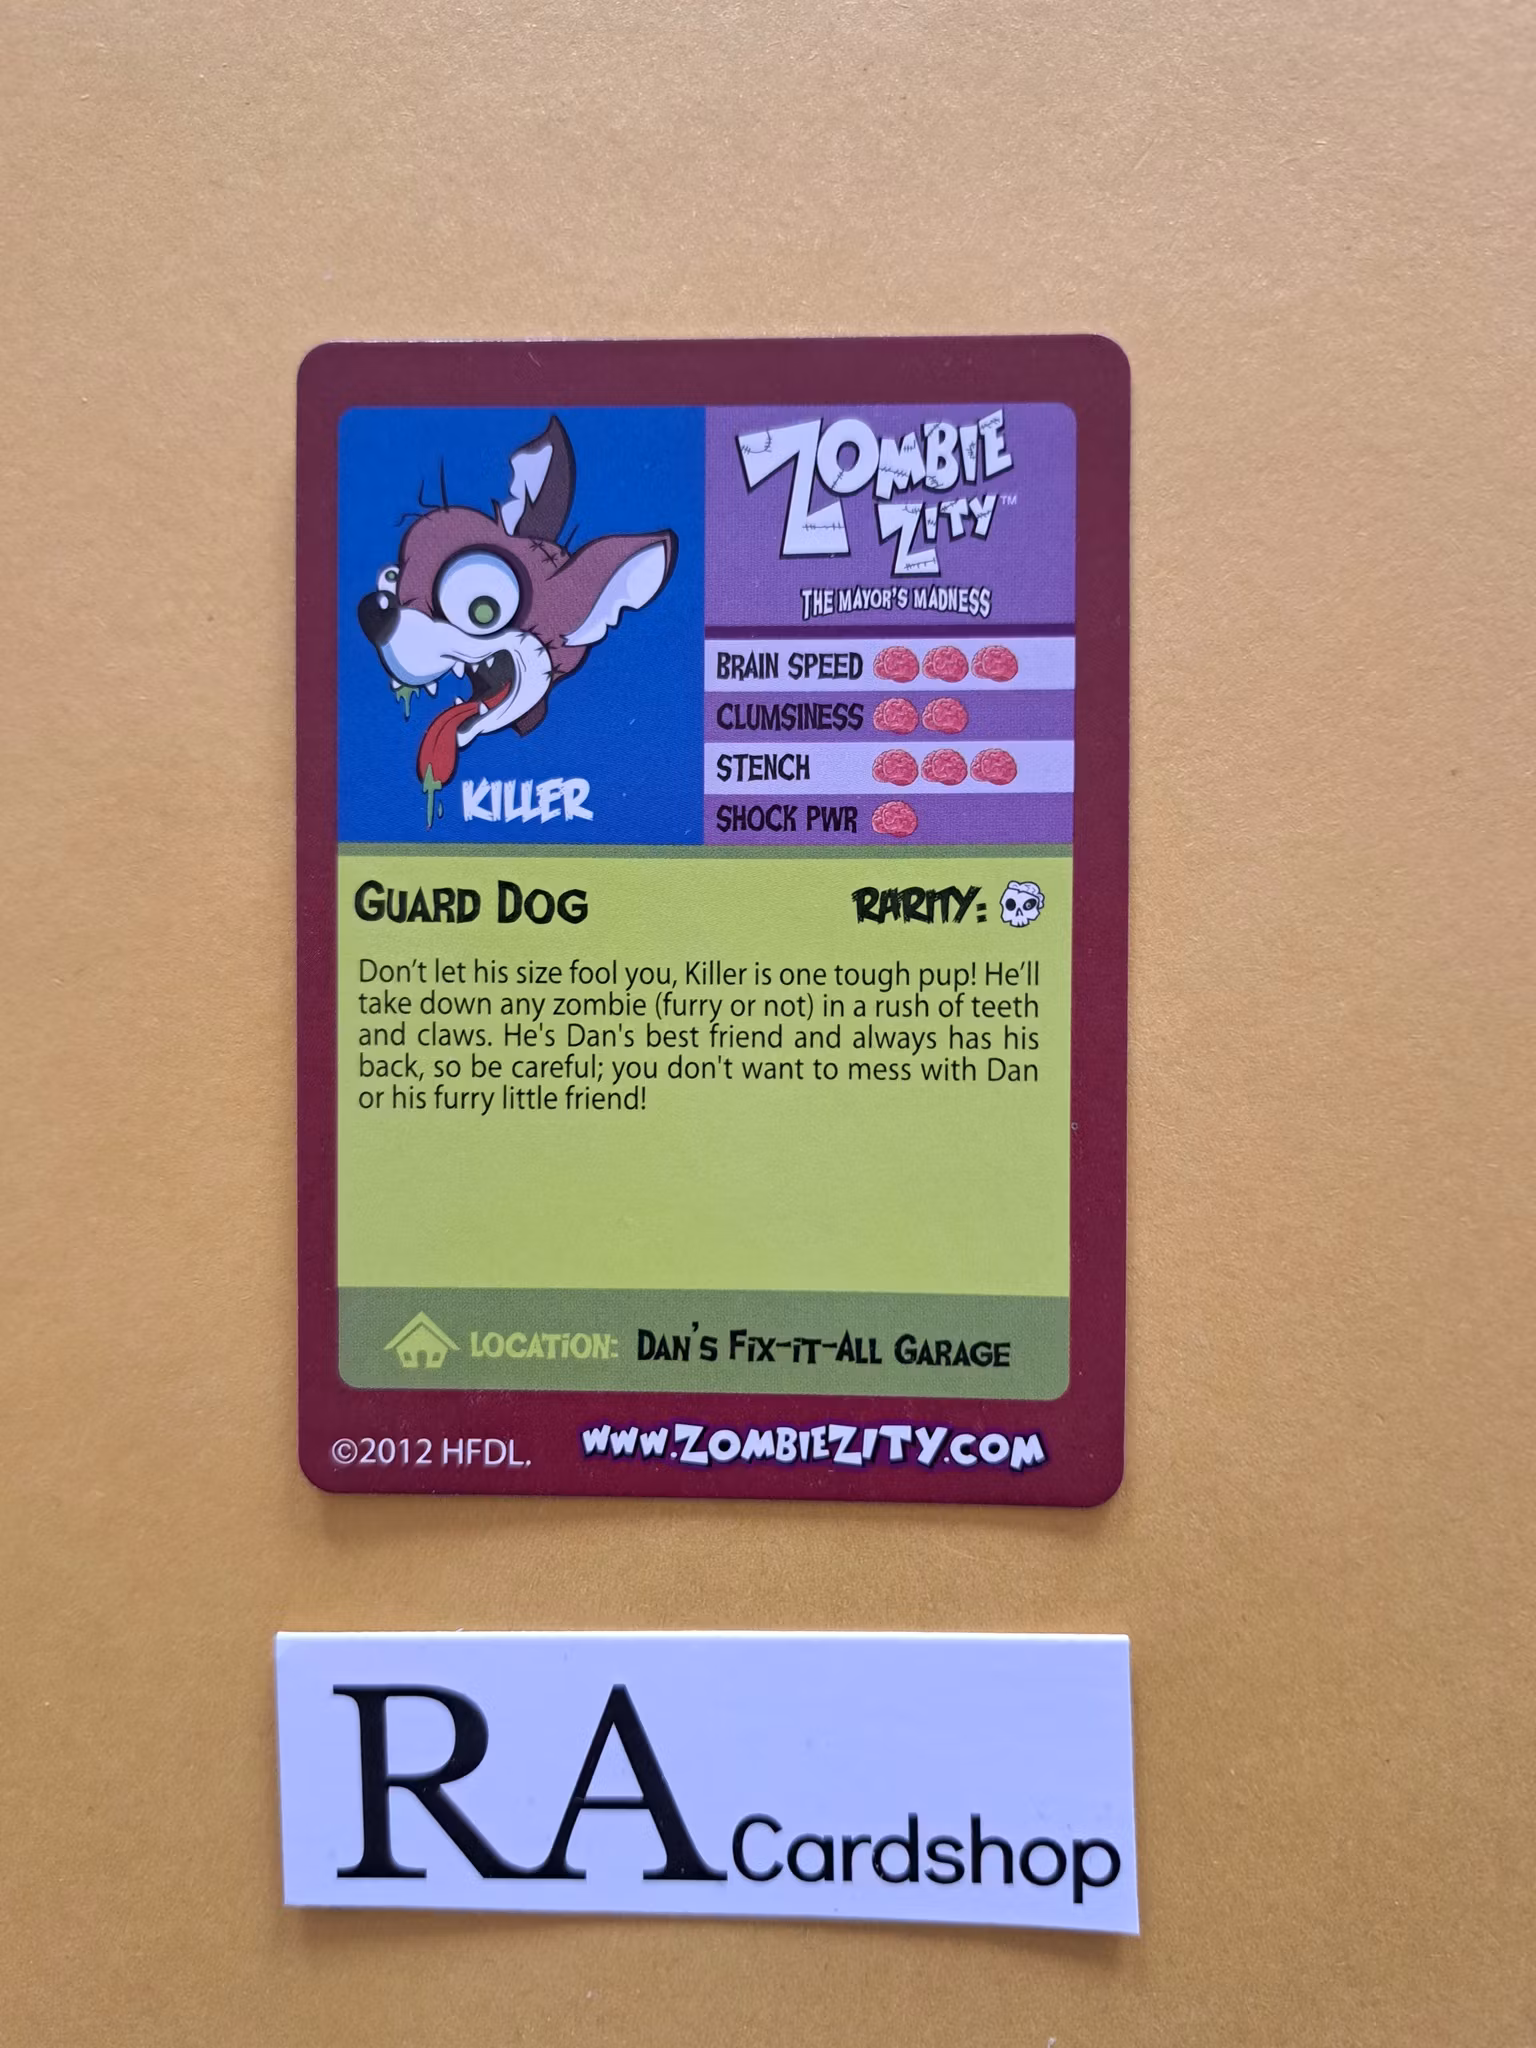 ZOMBIE
ZITY™
THE MAYOR'S MADNESS
BRAIN SPEED
CLUMSINESS
STENCH
SHOCK PWR
KILLER
GUARD DOG
RARITY:
Don't let his size fool you, Killer is one tough pup! He'll
take down any zombie (furry or not) in a rush of teeth
and claws. He's Dan's best friend and always has his
back, so be careful; you don't want to mess with Dan
or his furry little friend!
LOCATION: DAN'S FIX-IT-ALL GARAGE
©2012 HFDL. WWW.ZOMBIEZITY.COM
RA Cardshop